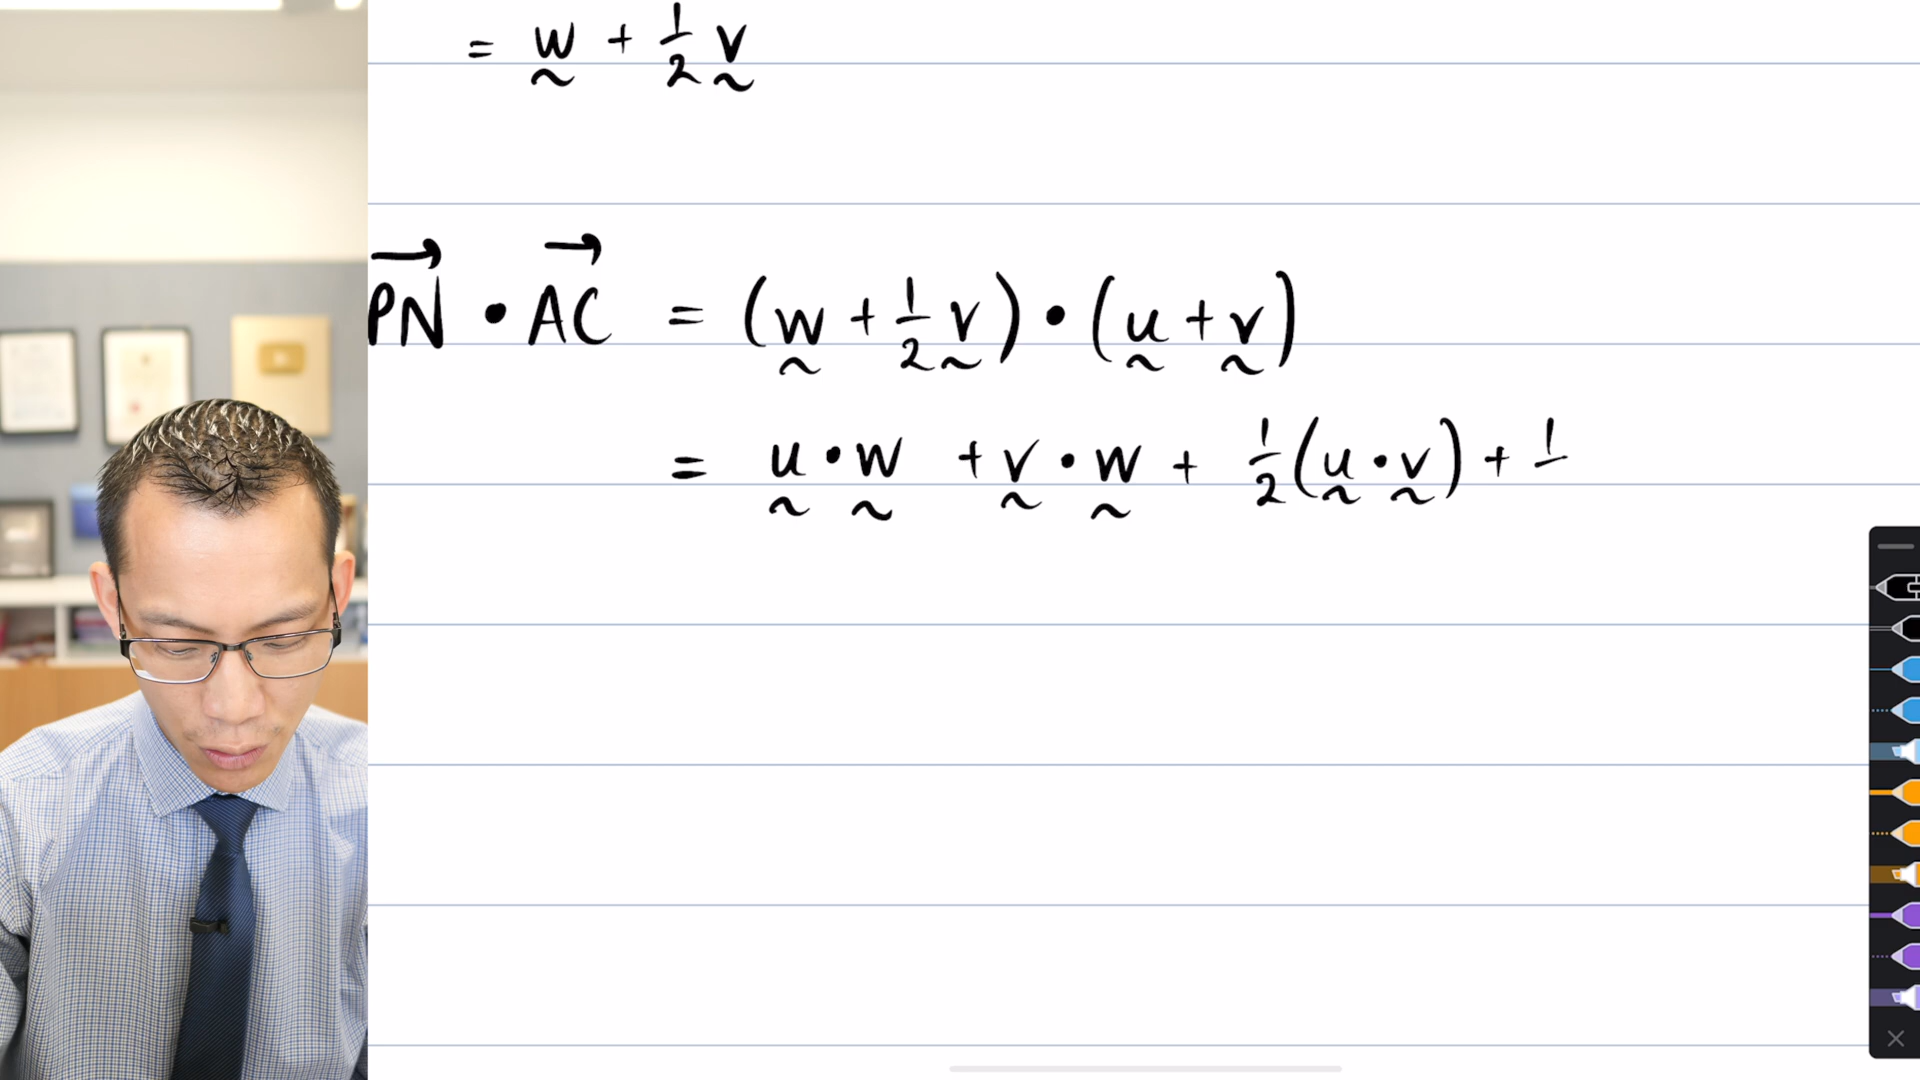 = w̰ + 1/2 v̰
→PN • →AC = (w̰ + 1/2 v̰) • (ṵ + v̰)
= ṵ • w̰ + v̰ • w̰ + 1/2 (ṵ • v̰) + 1